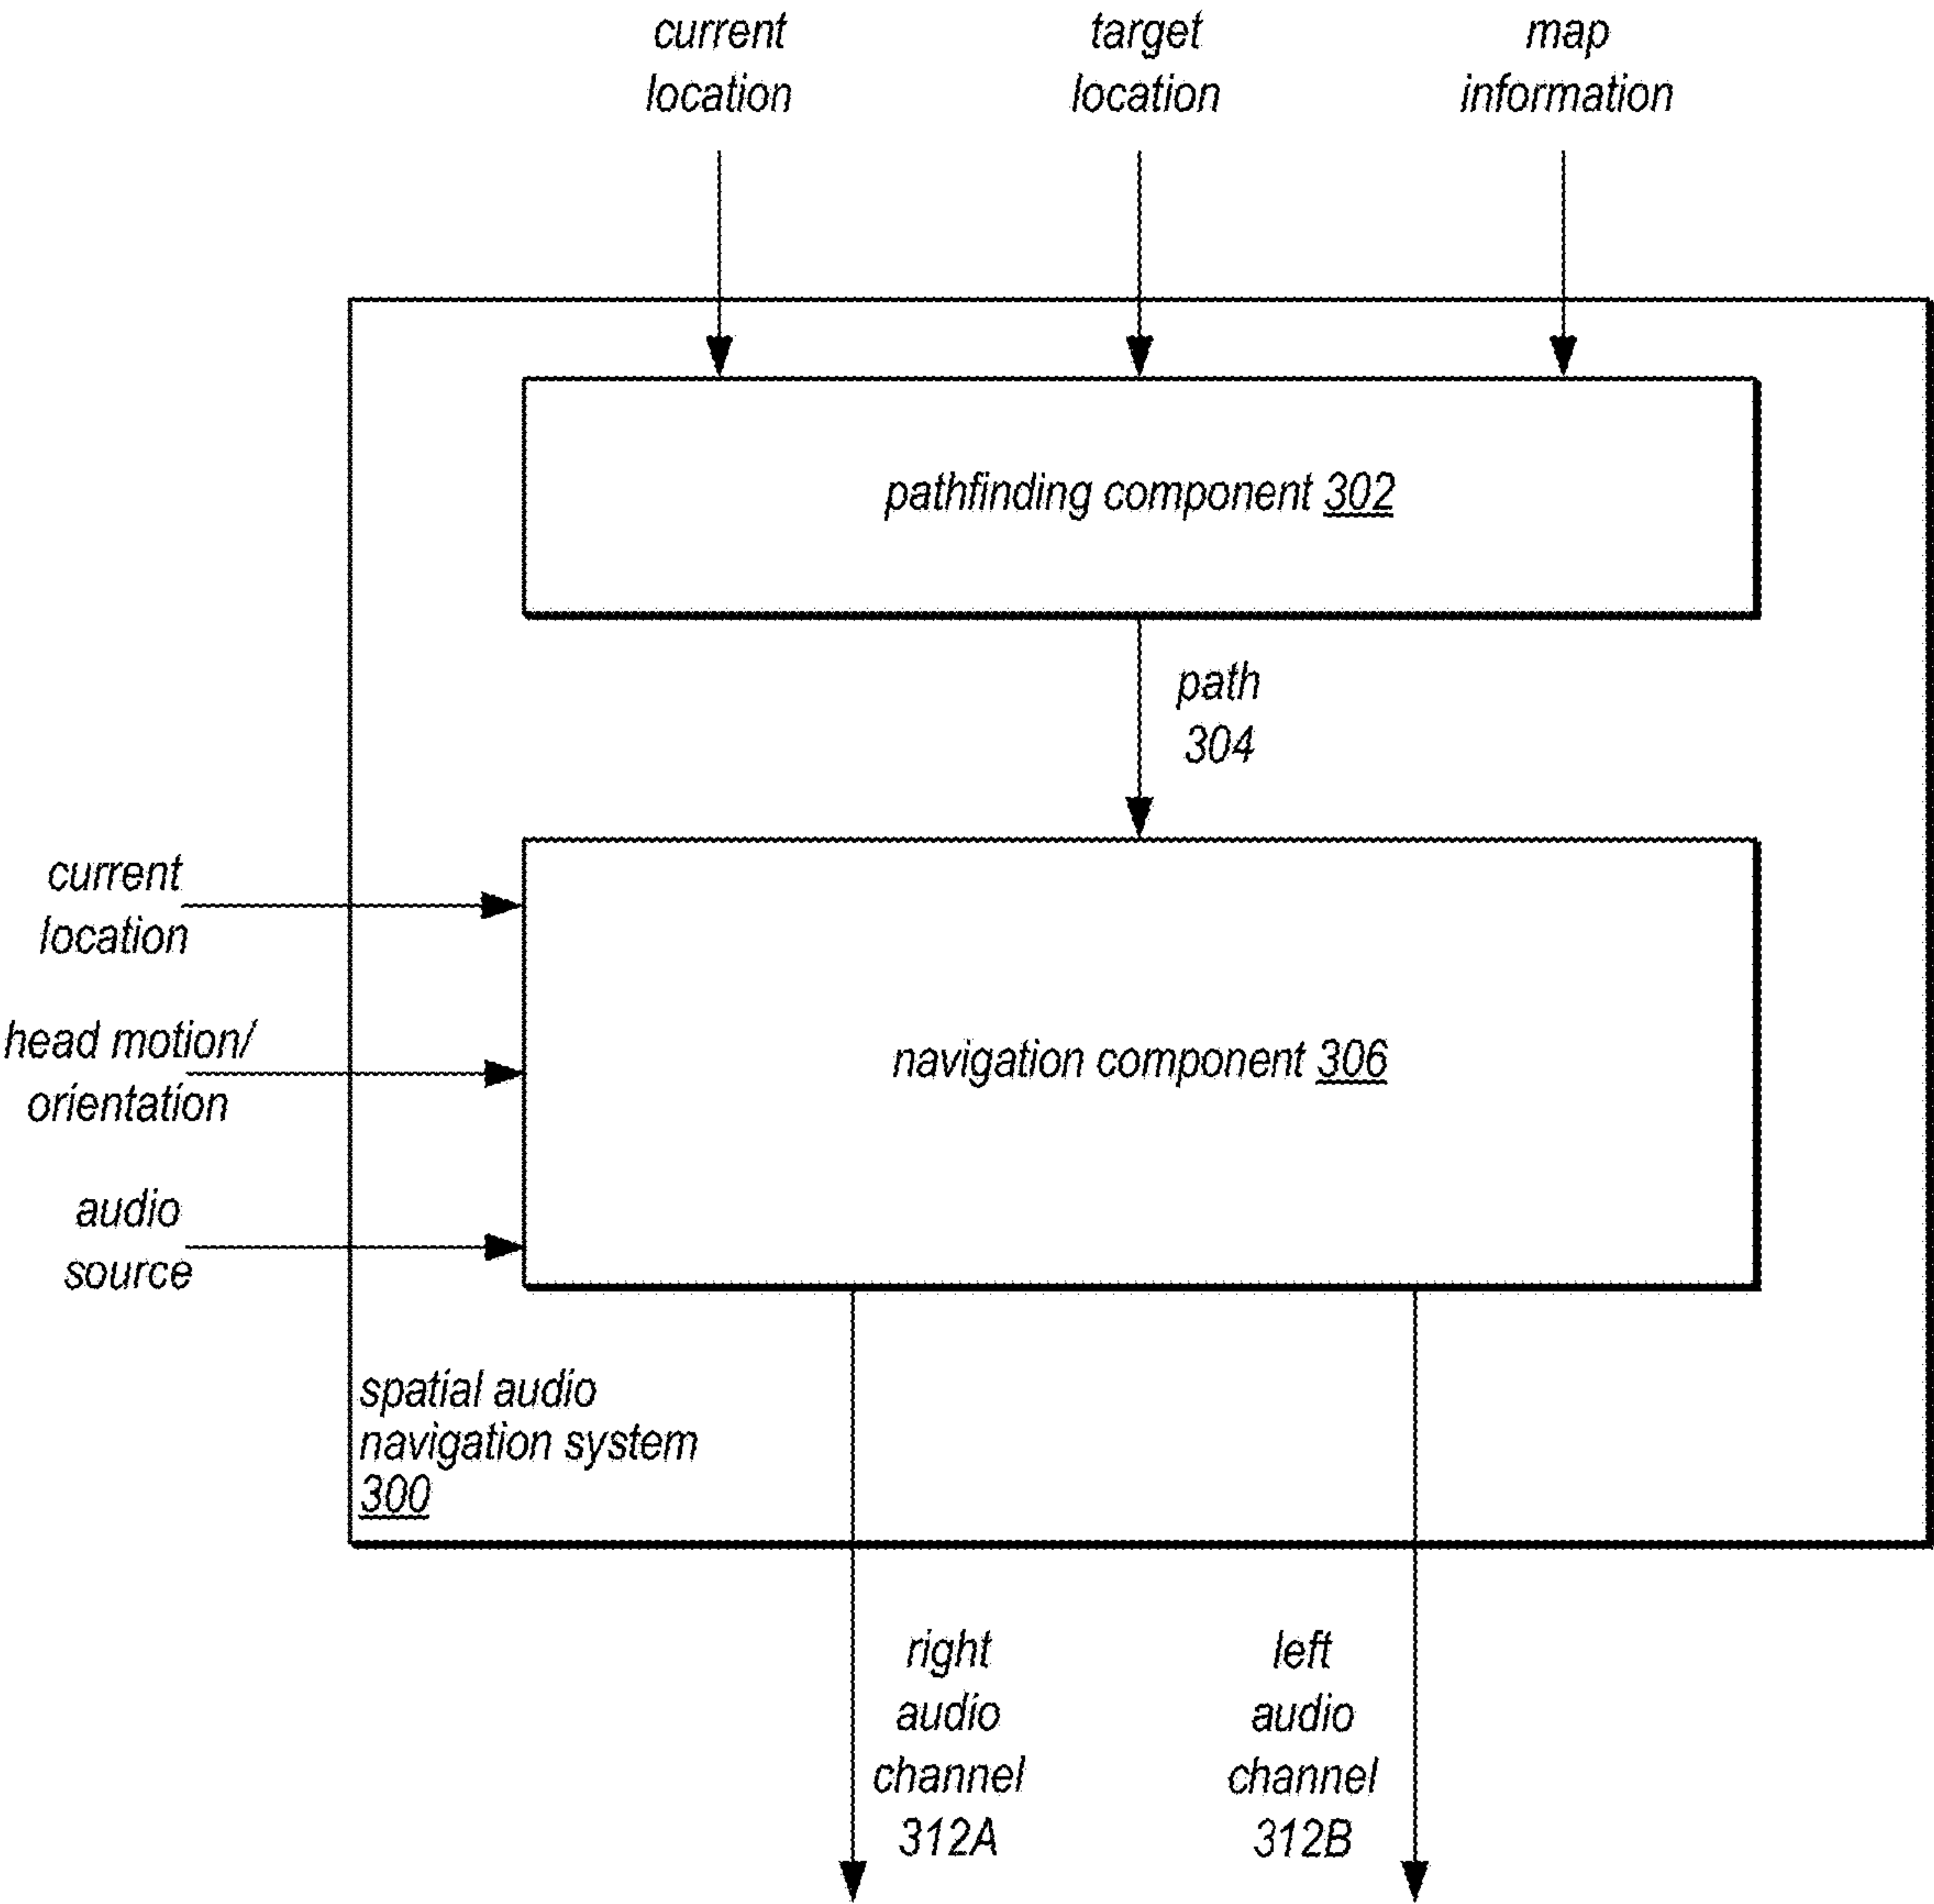 current
location
target
location
map
information
pathfinding component 302
path
304
current
location
head motion/
orientation
audio
source
navigation component 306
spatial audio
navigation system
300
right
audio
channel
312A
left
audio
channel
312B